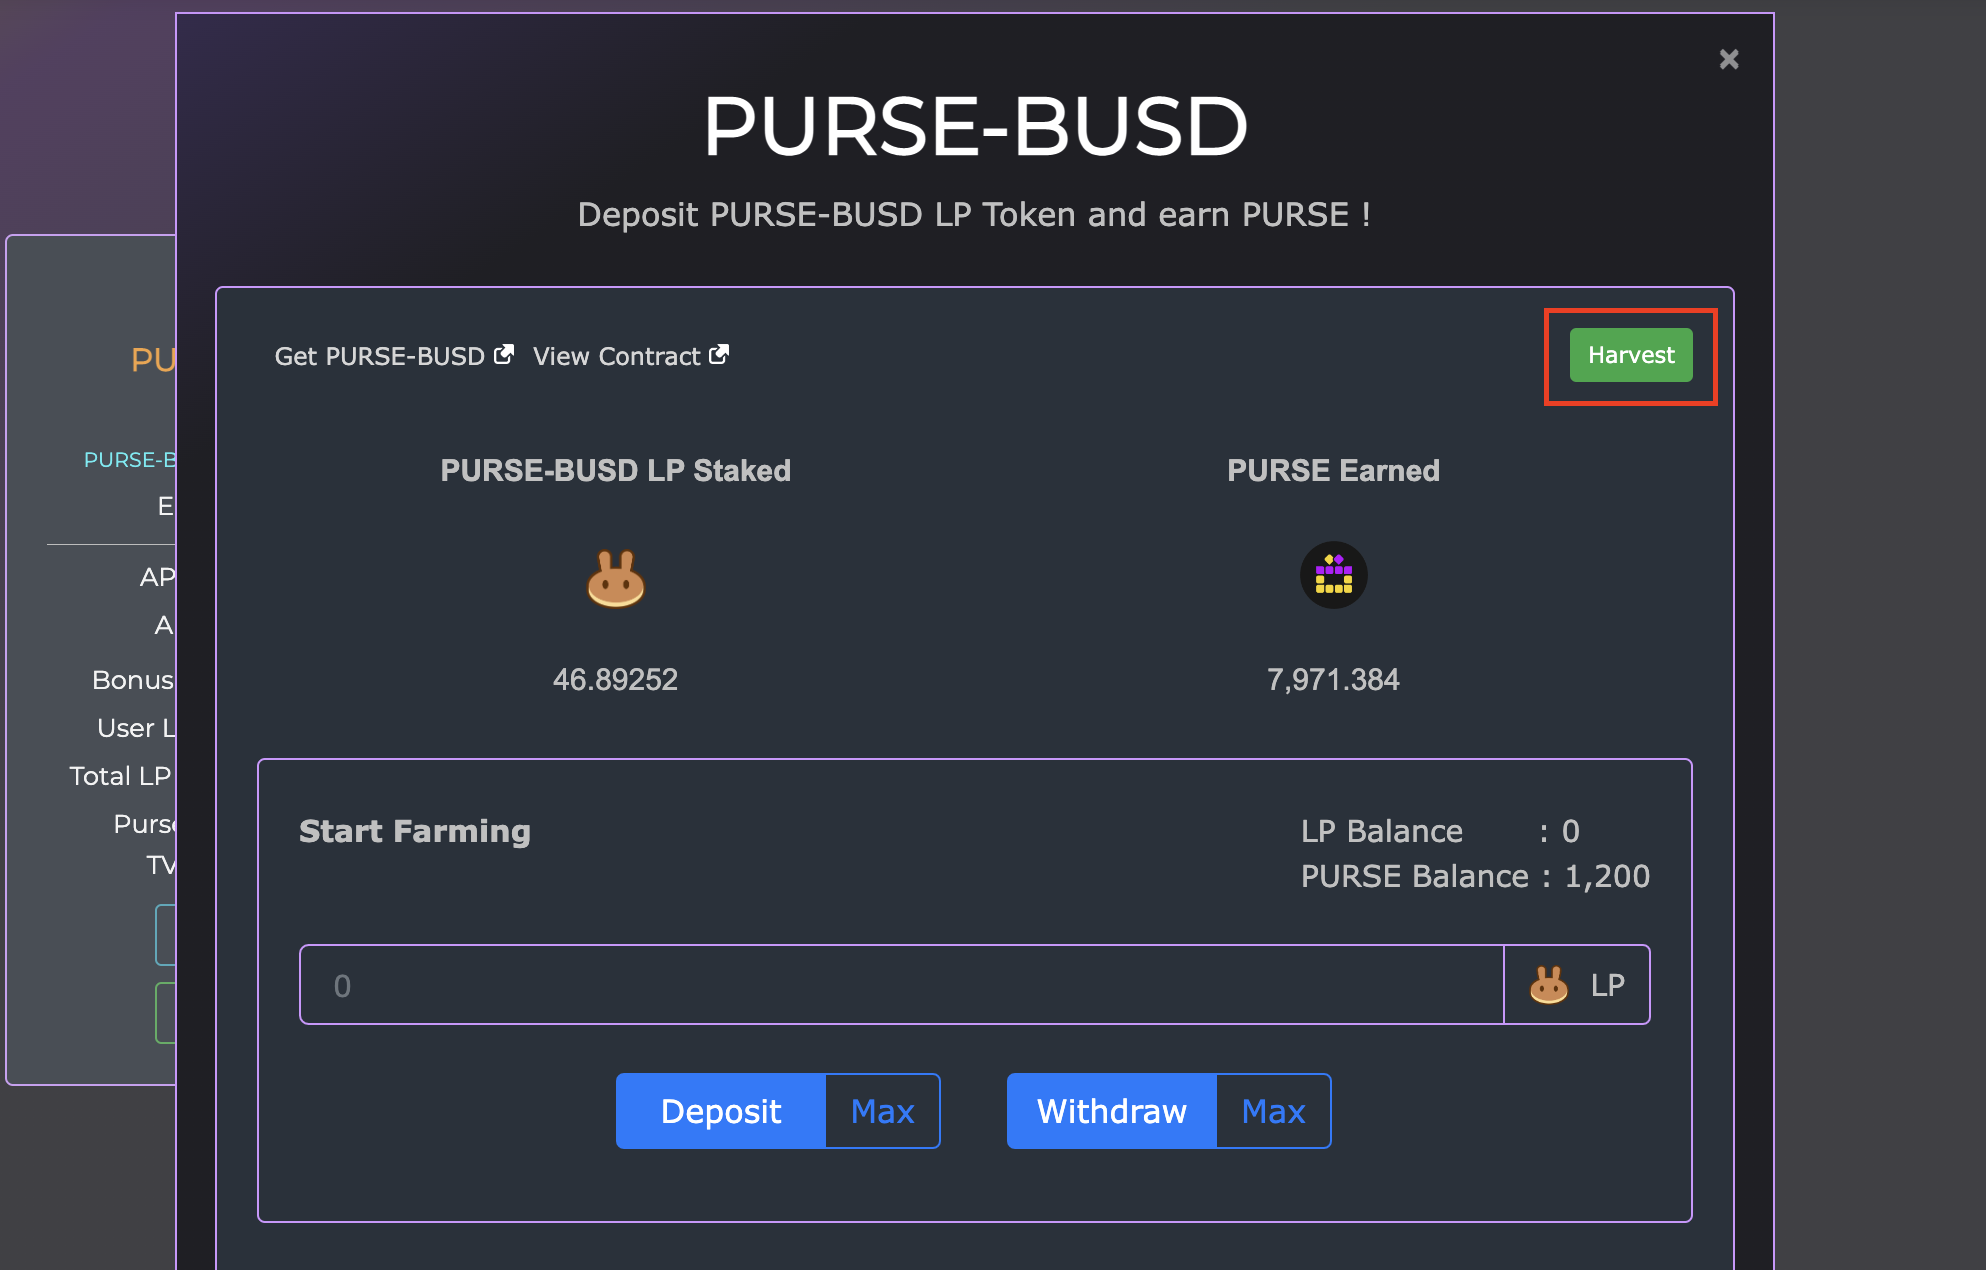 ×
PURSE-BUSD
Deposit PURSE-BUSD LP Token and earn PURSE !
Get PURSE-BUSD View Contract Harvest
PURSE-BUSD LP Staked PURSE Earned
46.89252 7,971.384
Start Farming
LP Balance : 0
PURSE Balance : 1,200
0 LP
Deposit Max Withdraw Max
PU
PURSE-B
E
AP
A
Bonus
User L
Total LP
Purse
TV